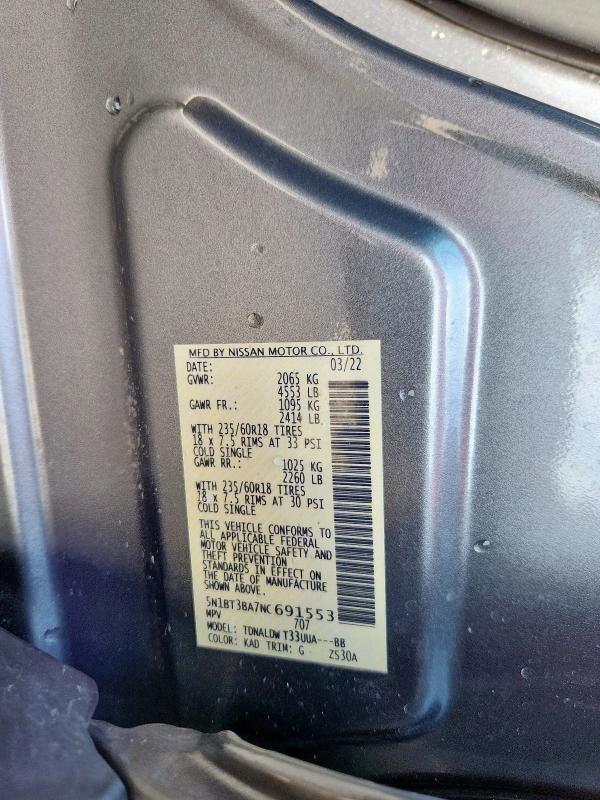 MFD BY NISSAN MOTOR CO., LTD.
DATE: 03/22
GVWR: 2065 KG
4553 LB
GAWR FR.: 1095 KG
2414 LB
WITH 235/60R18 TIRES
18 x 7.5 RIMS AT 33 PSI
COLD SINGLE
GAWR RR.: 1025 KG
2260 LB
WITH 235/60R18 TIRES
18 x 7.5 RIMS AT 30 PSI
COLD SINGLE
THIS VEHICLE CONFORMS TO
ALL APPLICABLE FEDERAL
MOTOR VEHICLE SAFETY AND
THEFT PREVENTION
STANDARDS IN EFFECT ON
THE DATE OF MANUFACTURE
SHOWN ABOVE.
5N1BT3BA7NC691553
MPV 707
MODEL: TDNALDW T33UUA---BB
COLOR: KAD TRIM: G ZS30A